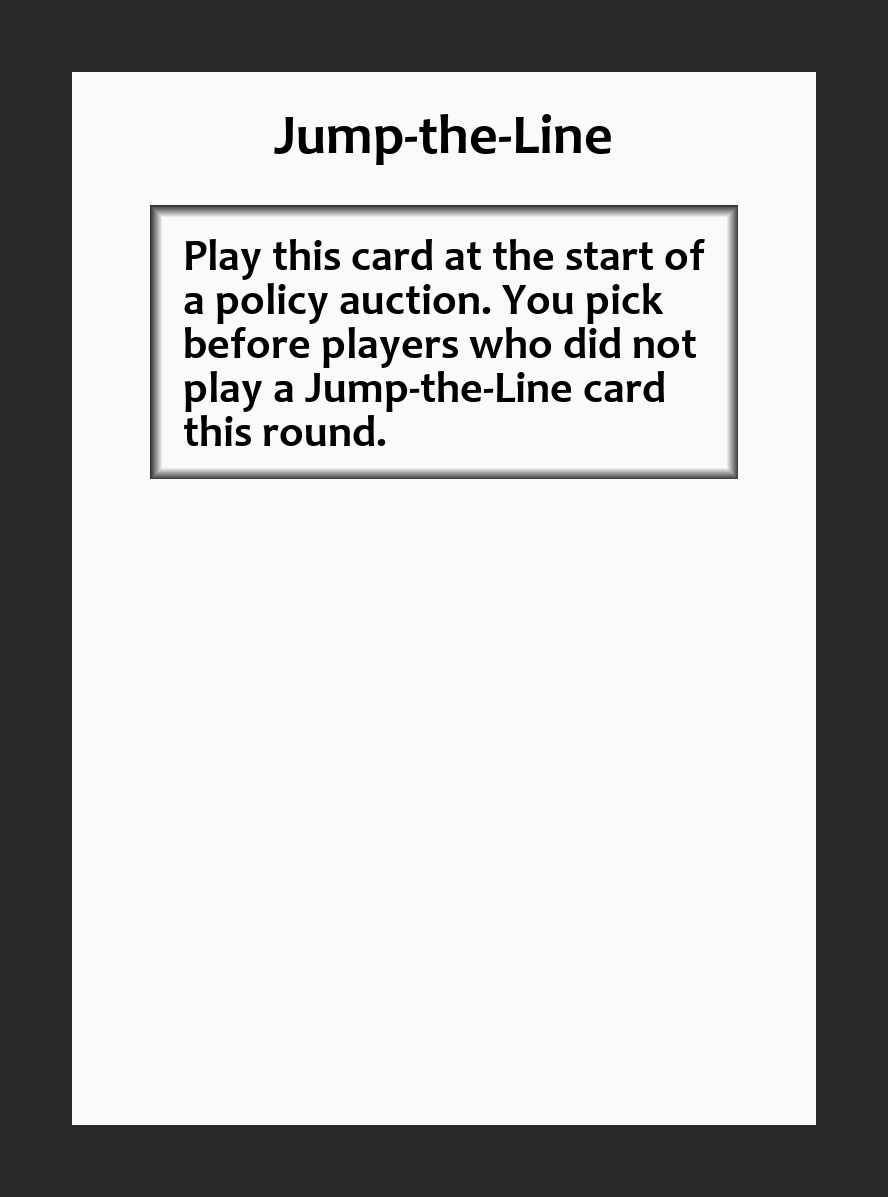 Jump-the-Line
Play this card at the start of
a policy auction. You pick
before players who did not
play a Jump-the-Line card
this round.